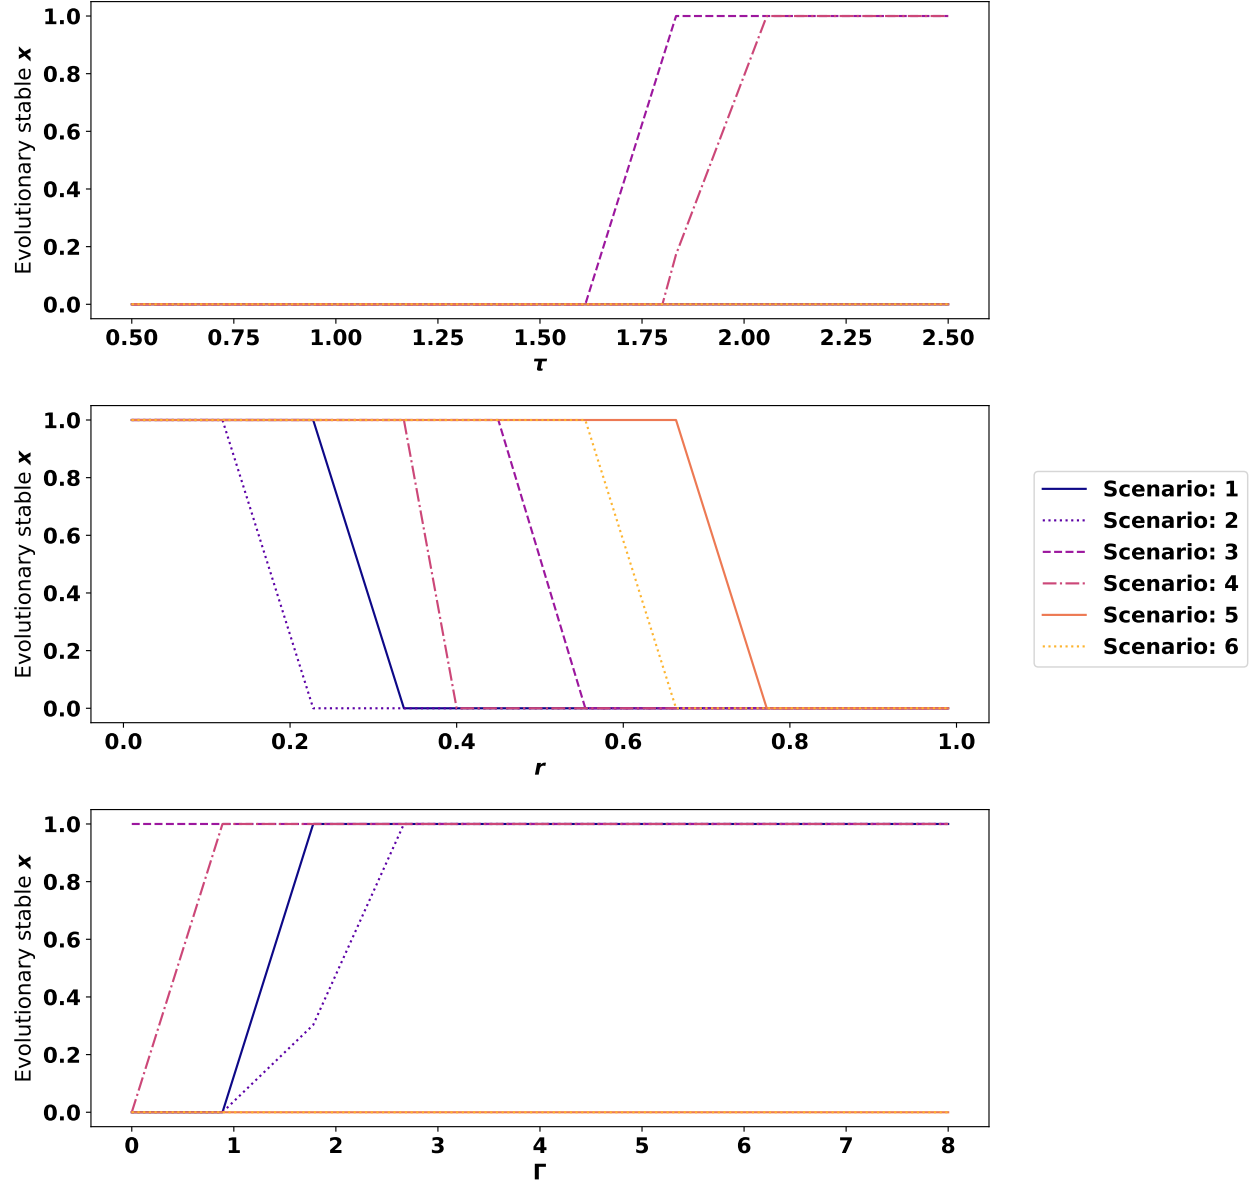 Evolutionary stable x
1.0
0.8
0.6
0.4
0.2
0.0
0.50 0.75 1.00 1.25 1.50 1.75 2.00 2.25 2.50
τ
Evolutionary stable x
1.0
0.8
0.6
0.4
0.2
0.0
0.0 0.2 0.4 0.6 0.8 1.0
r
Scenario: 1
Scenario: 2
Scenario: 3
Scenario: 4
Scenario: 5
Scenario: 6
Evolutionary stable x
1.0
0.8
0.6
0.4
0.2
0.0
0 1 2 3 4 5 6 7 8
Γ